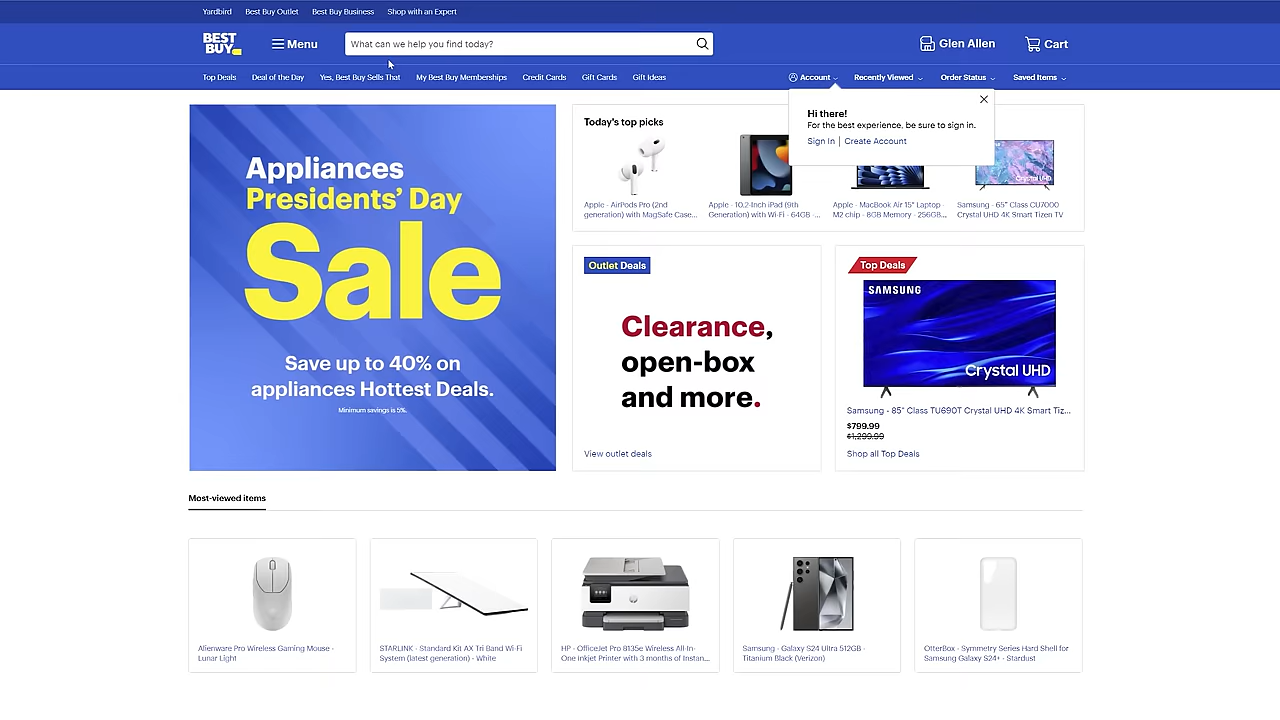 Yardbird
Best Buy Outlet
Best Buy Business
Shop with an Expert
BEST
BUY
Menu
What can we help you find today?
Glen Allen
Cart
Top Deals
Deal of the Day
Yes, Best Buy Sells That
My Best Buy Memberships
Credit Cards
Gift Cards
Gift Ideas
Account
Recently Viewed
Order Status
Saved Items
Hi there!
For the best experience, be sure to sign in.
Sign In | Create Account
Appliances
Presidents' Day
Sale
Save up to 40% on
appliances Hottest Deals.
Minimum savings is 5%.
Today's top picks
Apple - AirPods Pro (2nd
generation) with MagSafe Case...
Apple - 10.2-Inch iPad (9th
Generation) with Wi-Fi - 64GB -...
Apple - MacBook Air 15" Laptop -
M2 chip - 8GB Memory - 256GB...
Crystal UHD
Samsung - 65" Class CU7000
Crystal UHD 4K Smart Tizen TV
Outlet Deals
Clearance,
open-box
and more.
View outlet deals
Top Deals
SAMSUNG
Crystal UHD
Samsung - 85" Class TU690T Crystal UHD 4K Smart Tiz...
$799.99
$1,299.99
Shop all Top Deals
Most-viewed items
Alienware Pro Wireless Gaming Mouse -
Lunar Light
STARLINK - Standard Kit AX Tri Band Wi-Fi
System (latest generation) - White
HP - OfficeJet Pro 8135e Wireless All-In-
One Inkjet Printer with 3 months of Instan...
Samsung - Galaxy S24 Ultra 512GB -
Titanium Black (Verizon)
OtterBox - Symmetry Series Hard Shell for
Samsung Galaxy S24+ - Stardust